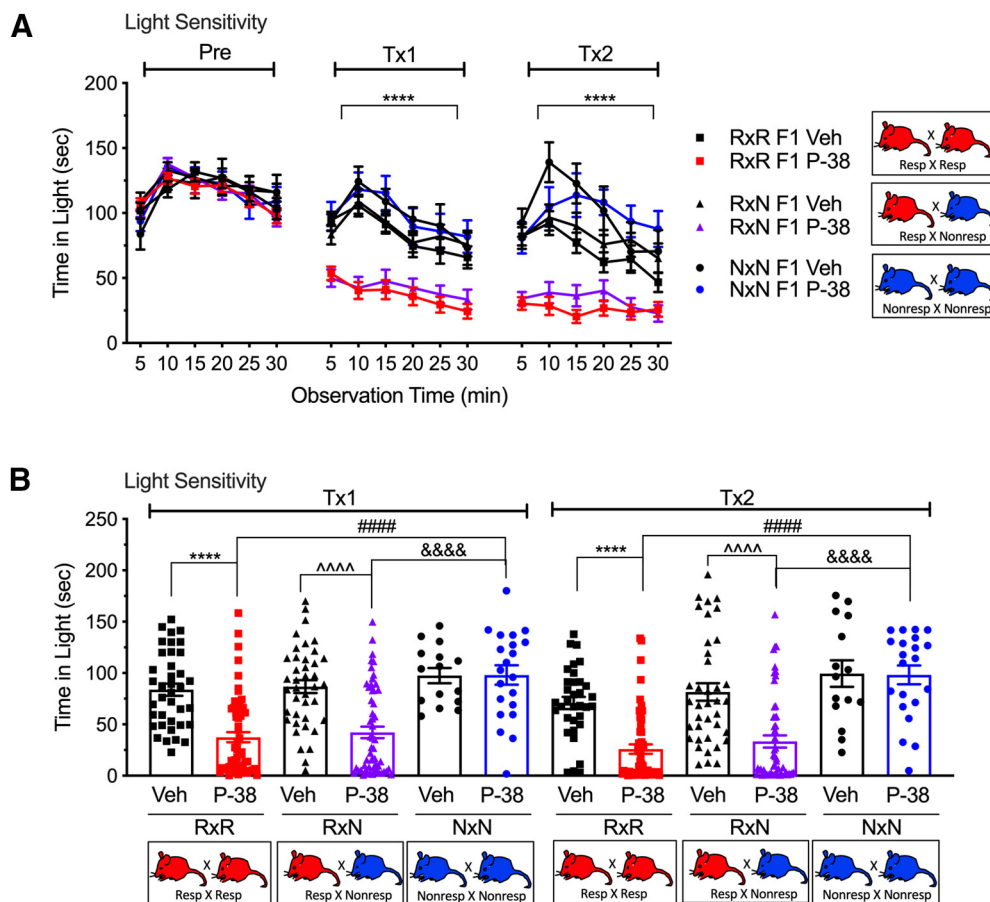 A
Light Sensitivity
Pre Tx1 Tx2
**** ****
Time in Light (sec)
200
150
100
50
0
5 10 15 20 25 30 5 10 15 20 25 30 5 10 15 20 25 30
Observation Time (min)
RxR F1 Veh
RxR F1 P-38
RxN F1 Veh
RxN F1 P-38
NxN F1 Veh
NxN F1 P-38
X
Resp X Resp
X
Resp X Nonresp
X
Nonresp X Nonresp
B
Light Sensitivity
Tx1 Tx2
#### ####
**** ^^^^ &&&& **** ^^^^ &&&&
Time in Light (sec)
250
200
150
100
50
0
Veh P-38 Veh P-38 Veh P-38 Veh P-38 Veh P-38 Veh P-38
RxR RxN NxN RxR RxN NxN
X X X X X X
Resp X Resp Resp X Nonresp Nonresp X Nonresp Resp X Resp Resp X Nonresp Nonresp X Nonresp